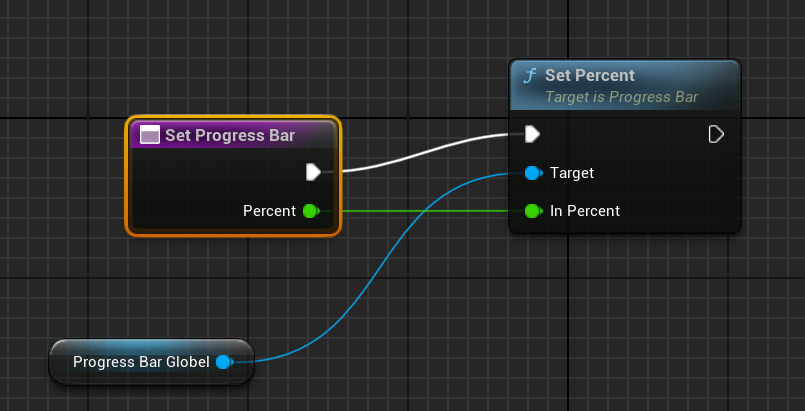 Set Progress Bar
Percent
f Set Percent
Target is Progress Bar
Target
In Percent
Progress Bar Globel